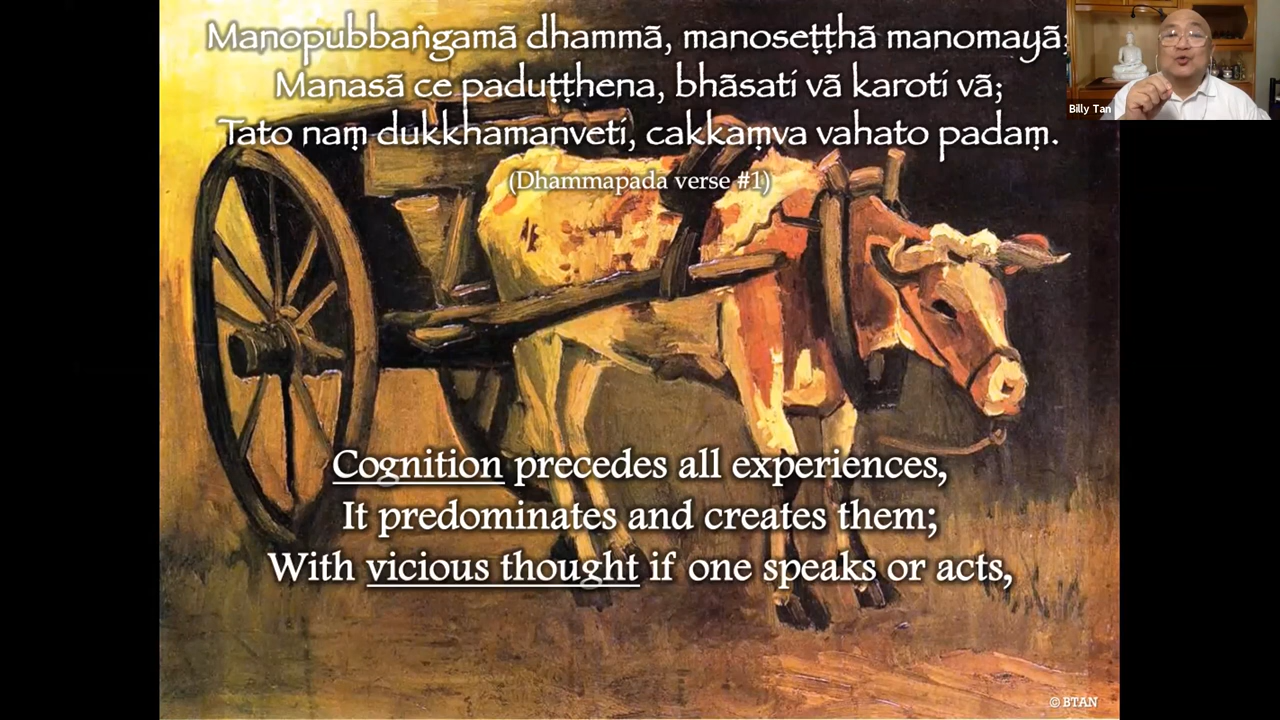 Manopubbaṅgamā dhammā, manoseṭṭhā manomayā;
Manasā ce paduṭṭhena, bhāsati vā karoti vā;
Tato naṃ dukkhamanveti, cakkaṃva vahato padaṃ.
(Dhammapada verse #1)
Billy Tan
Cognition precedes all experiences,
It predominates and creates them;
With vicious thought if one speaks or acts,
© BTAN